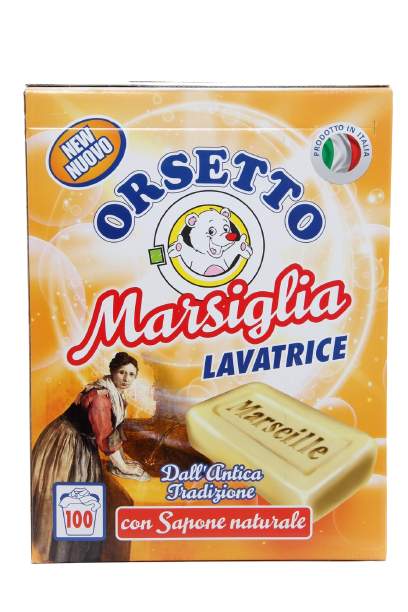 NEW
NUOVO
PRODOTTO IN ITALIA
ORSETTO
Marsiglia
LAVATRICE
Marseille
Dall'Antica
Tradizione
100
con Sapone naturale